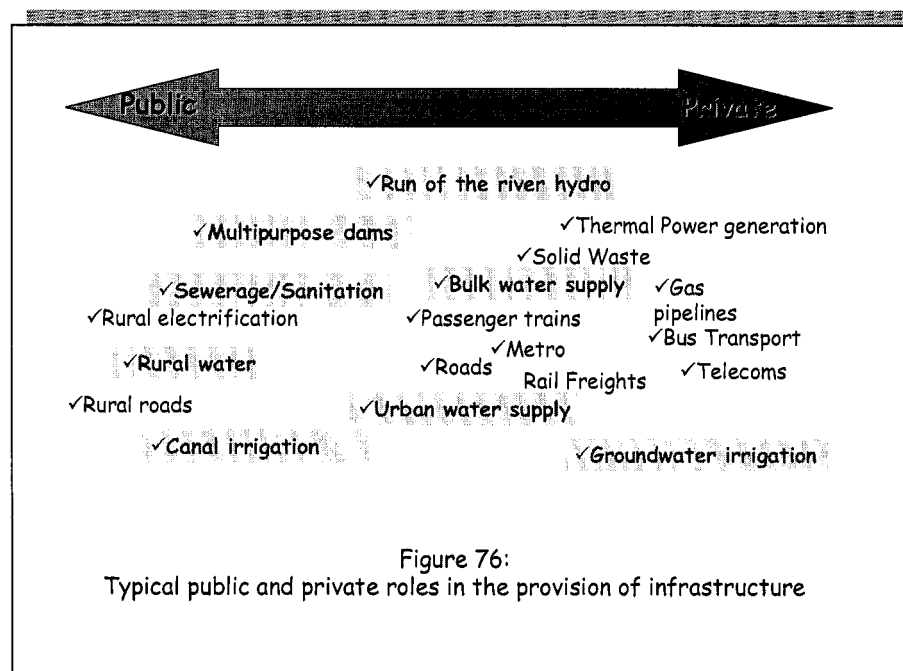 Public Private
✓Run of the river hydro
✓Multipurpose dams ✓Thermal Power generation
✓Solid Waste
✓Sewerage/Sanitation ✓Bulk water supply ✓Gas
pipelines
✓Rural electrification ✓Passenger trains
✓Bus Transport
✓Metro
✓Rural water ✓Roads ✓Telecoms
Rail Freights
✓Rural roads ✓Urban water supply
✓Canal irrigation ✓Groundwater irrigation
Figure 76:
Typical public and private roles in the provision of infrastructure